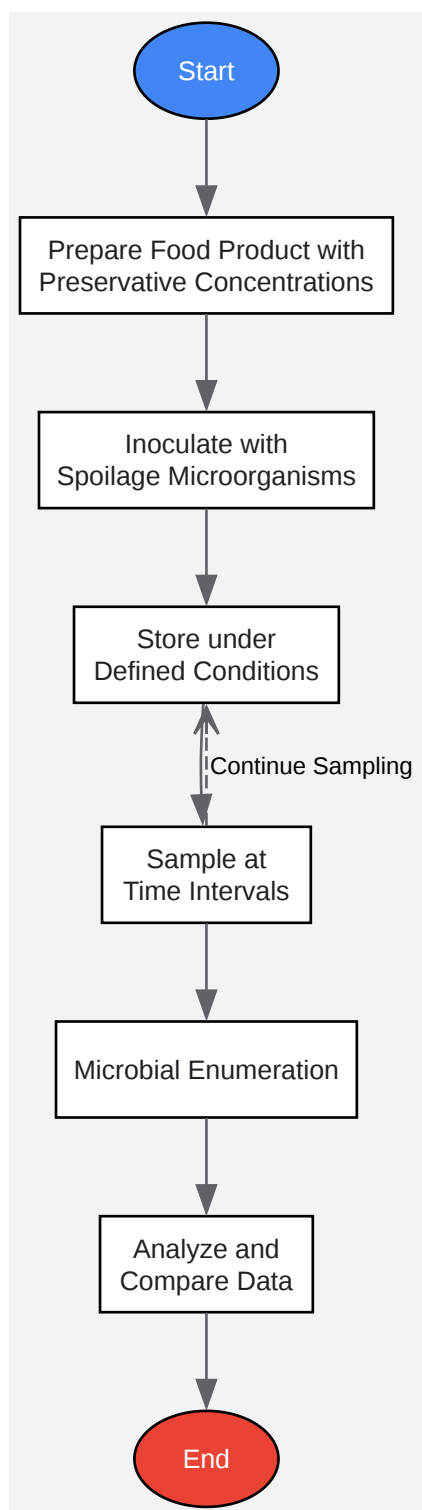 Start
Prepare Food Product with
Preservative Concentrations
Inoculate with
Spoilage Microorganisms
Store under
Defined Conditions
Continue Sampling
Sample at
Time Intervals
Microbial Enumeration
Analyze and
Compare Data
End